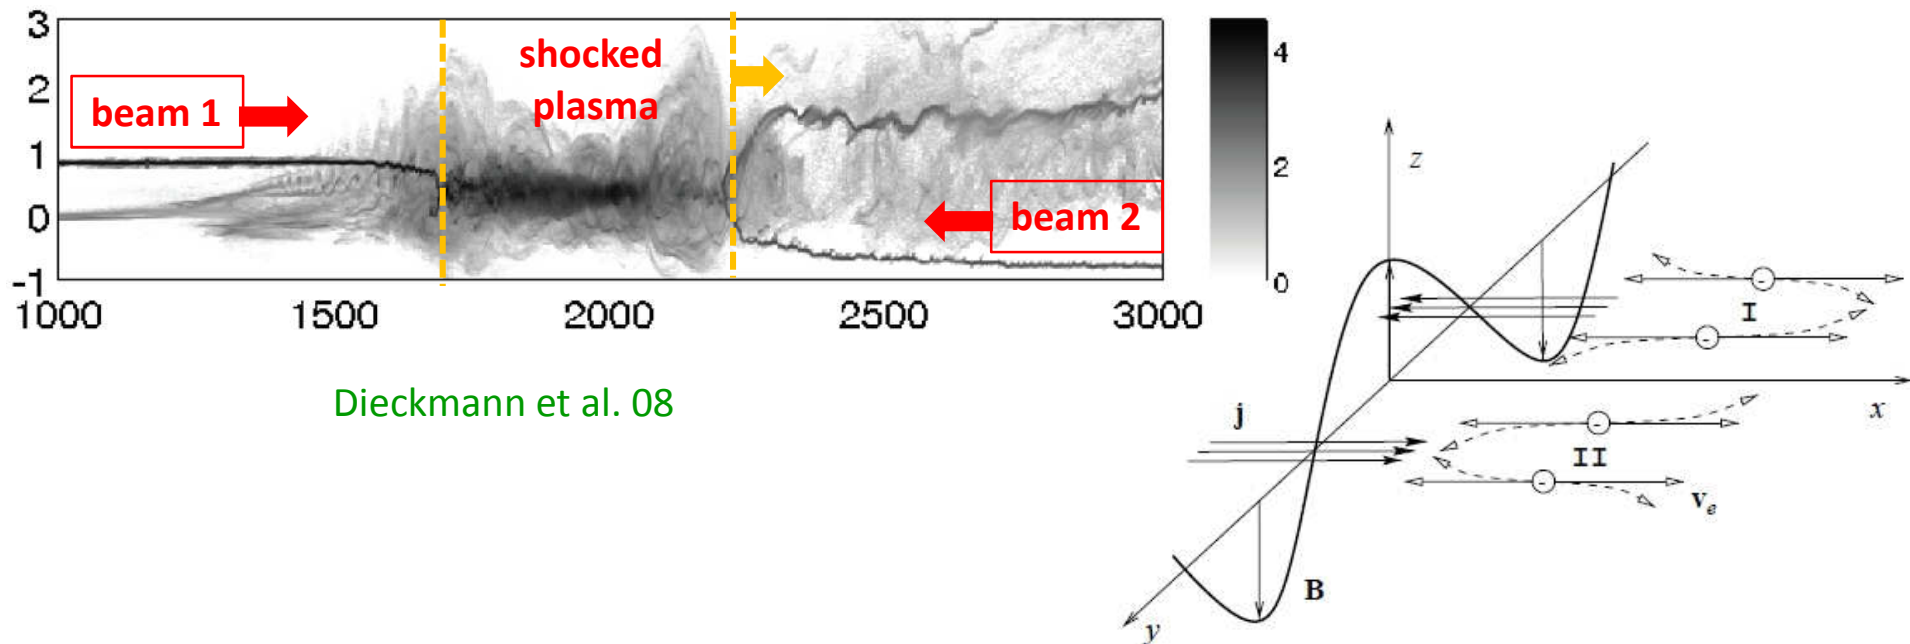 3
2
1
0
-1
beam 1
shocked
plasma
beam 2
1000
1500
2000
2500
3000
4
2
0
Dieckmann et al. 08
z
I
x
j
II
v_e
B
y
-
-
-
-